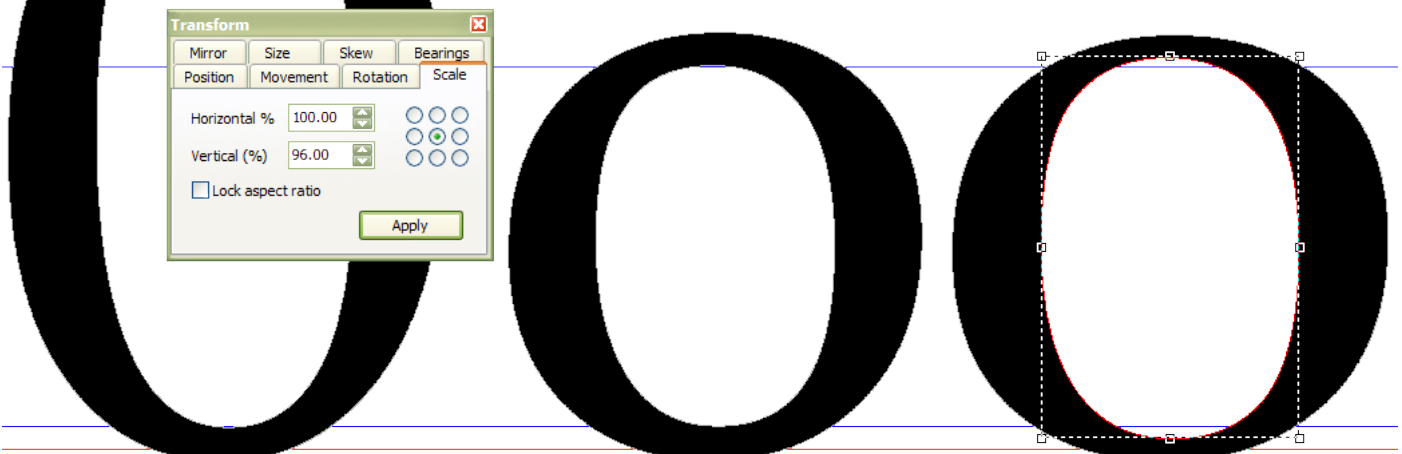 Transform
Mirror Size Skew Bearings
Position Movement Rotation Scale
Horizontal % 100.00
Vertical (%) 96.00
Lock aspect ratio
Apply
0 o o